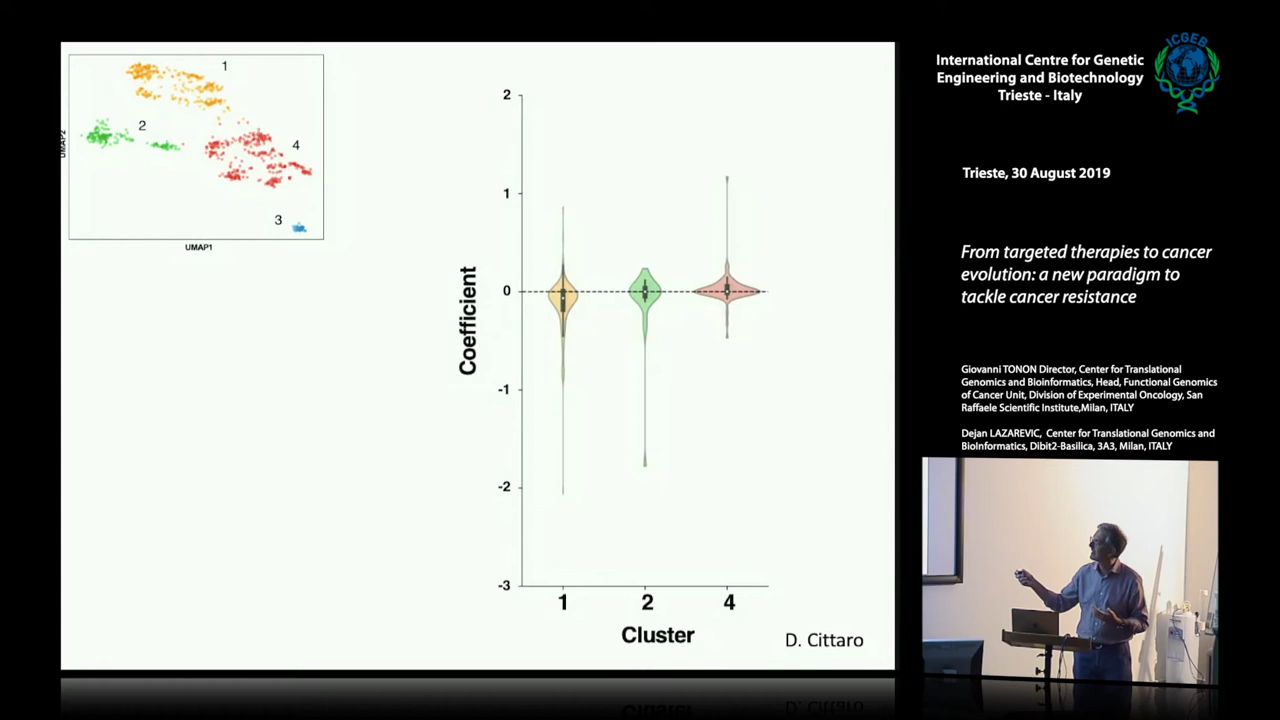 1
2
4
3
UMAP2
UMAP1
2
1
0
-1
-2
-3
Coefficient
1 2 4
Cluster
D. Cittaro
ICGEB
International Centre for Genetic
Engineering and Biotechnology
Trieste - Italy
Trieste, 30 August 2019
From targeted therapies to cancer
evolution: a new paradigm to
tackle cancer resistance
Giovanni TONON Director, Center for Translational
Genomics and Bioinformatics, Head, Functional Genomics
of Cancer Unit, Division of Experimental Oncology, San
Raffaele Scientific Institute,Milan, ITALY
Dejan LAZAREVIC, Center for Translational Genomics and
BioInformatics, Dibit2-Basilica, 3A3, Milan, ITALY